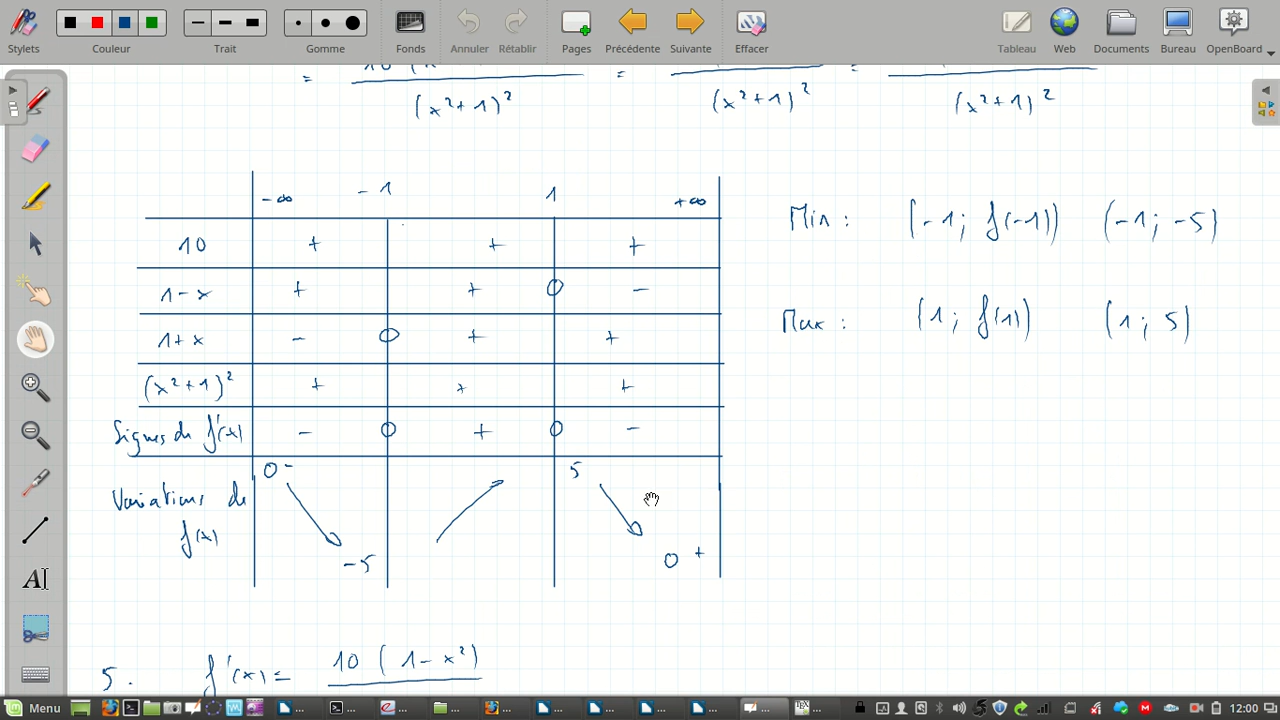 Stylets Couleur Trait Gomme Fonds Annuler Rétablir Pages Précédente Suivante Effacer Tableau Web Documents Bureau OpenBoard
= (x²+1)² = (x²+1)² = (x²+1)²
-∞ -1 1 +∞
10 + + +
1-x + + 0 -
1+x - 0 + +
(x²+1)² + + +
Signes de f'(x) - 0 + 0 -
Variations de f(x) 0⁻ -5 5 0⁺
Min : (-1; f(-1)) (-1; -5)
Max : (1; f(1)) (1; 5)
5. f'(x) = 10 (1-x²)
AI
Menu 12:00